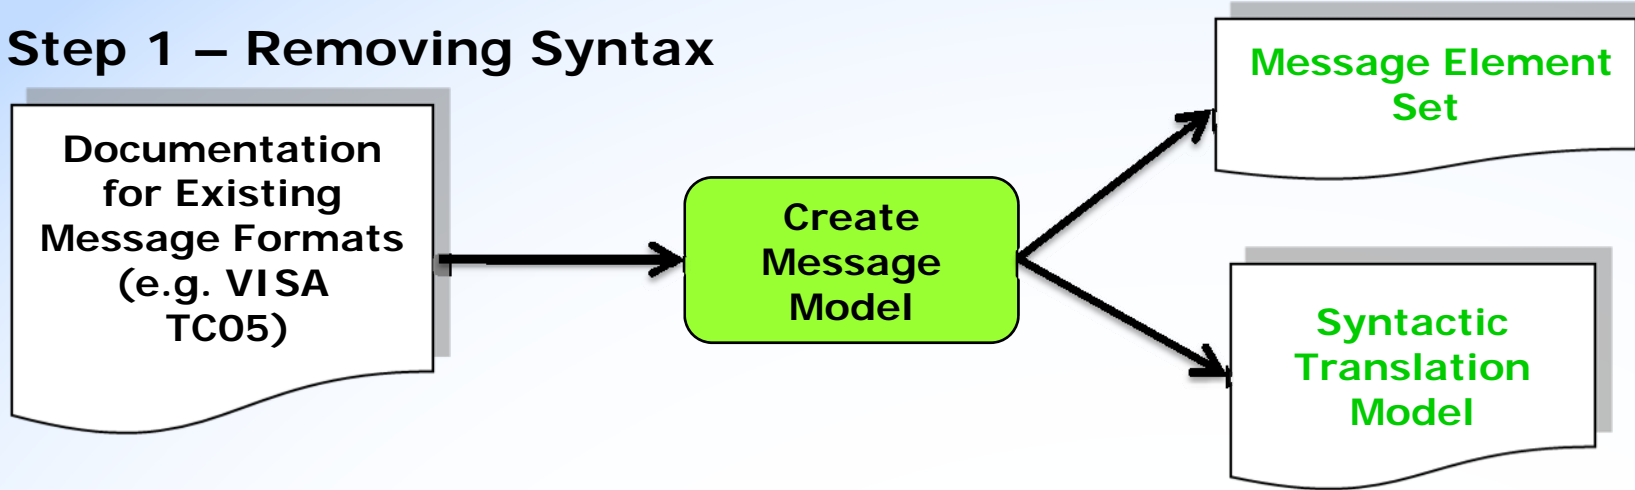 Step 1 – Removing Syntax
Documentation
for Existing
Message Formats
(e.g. VISA
TC05)
Create
Message
Model
Message Element
Set
Syntactic
Translation
Model